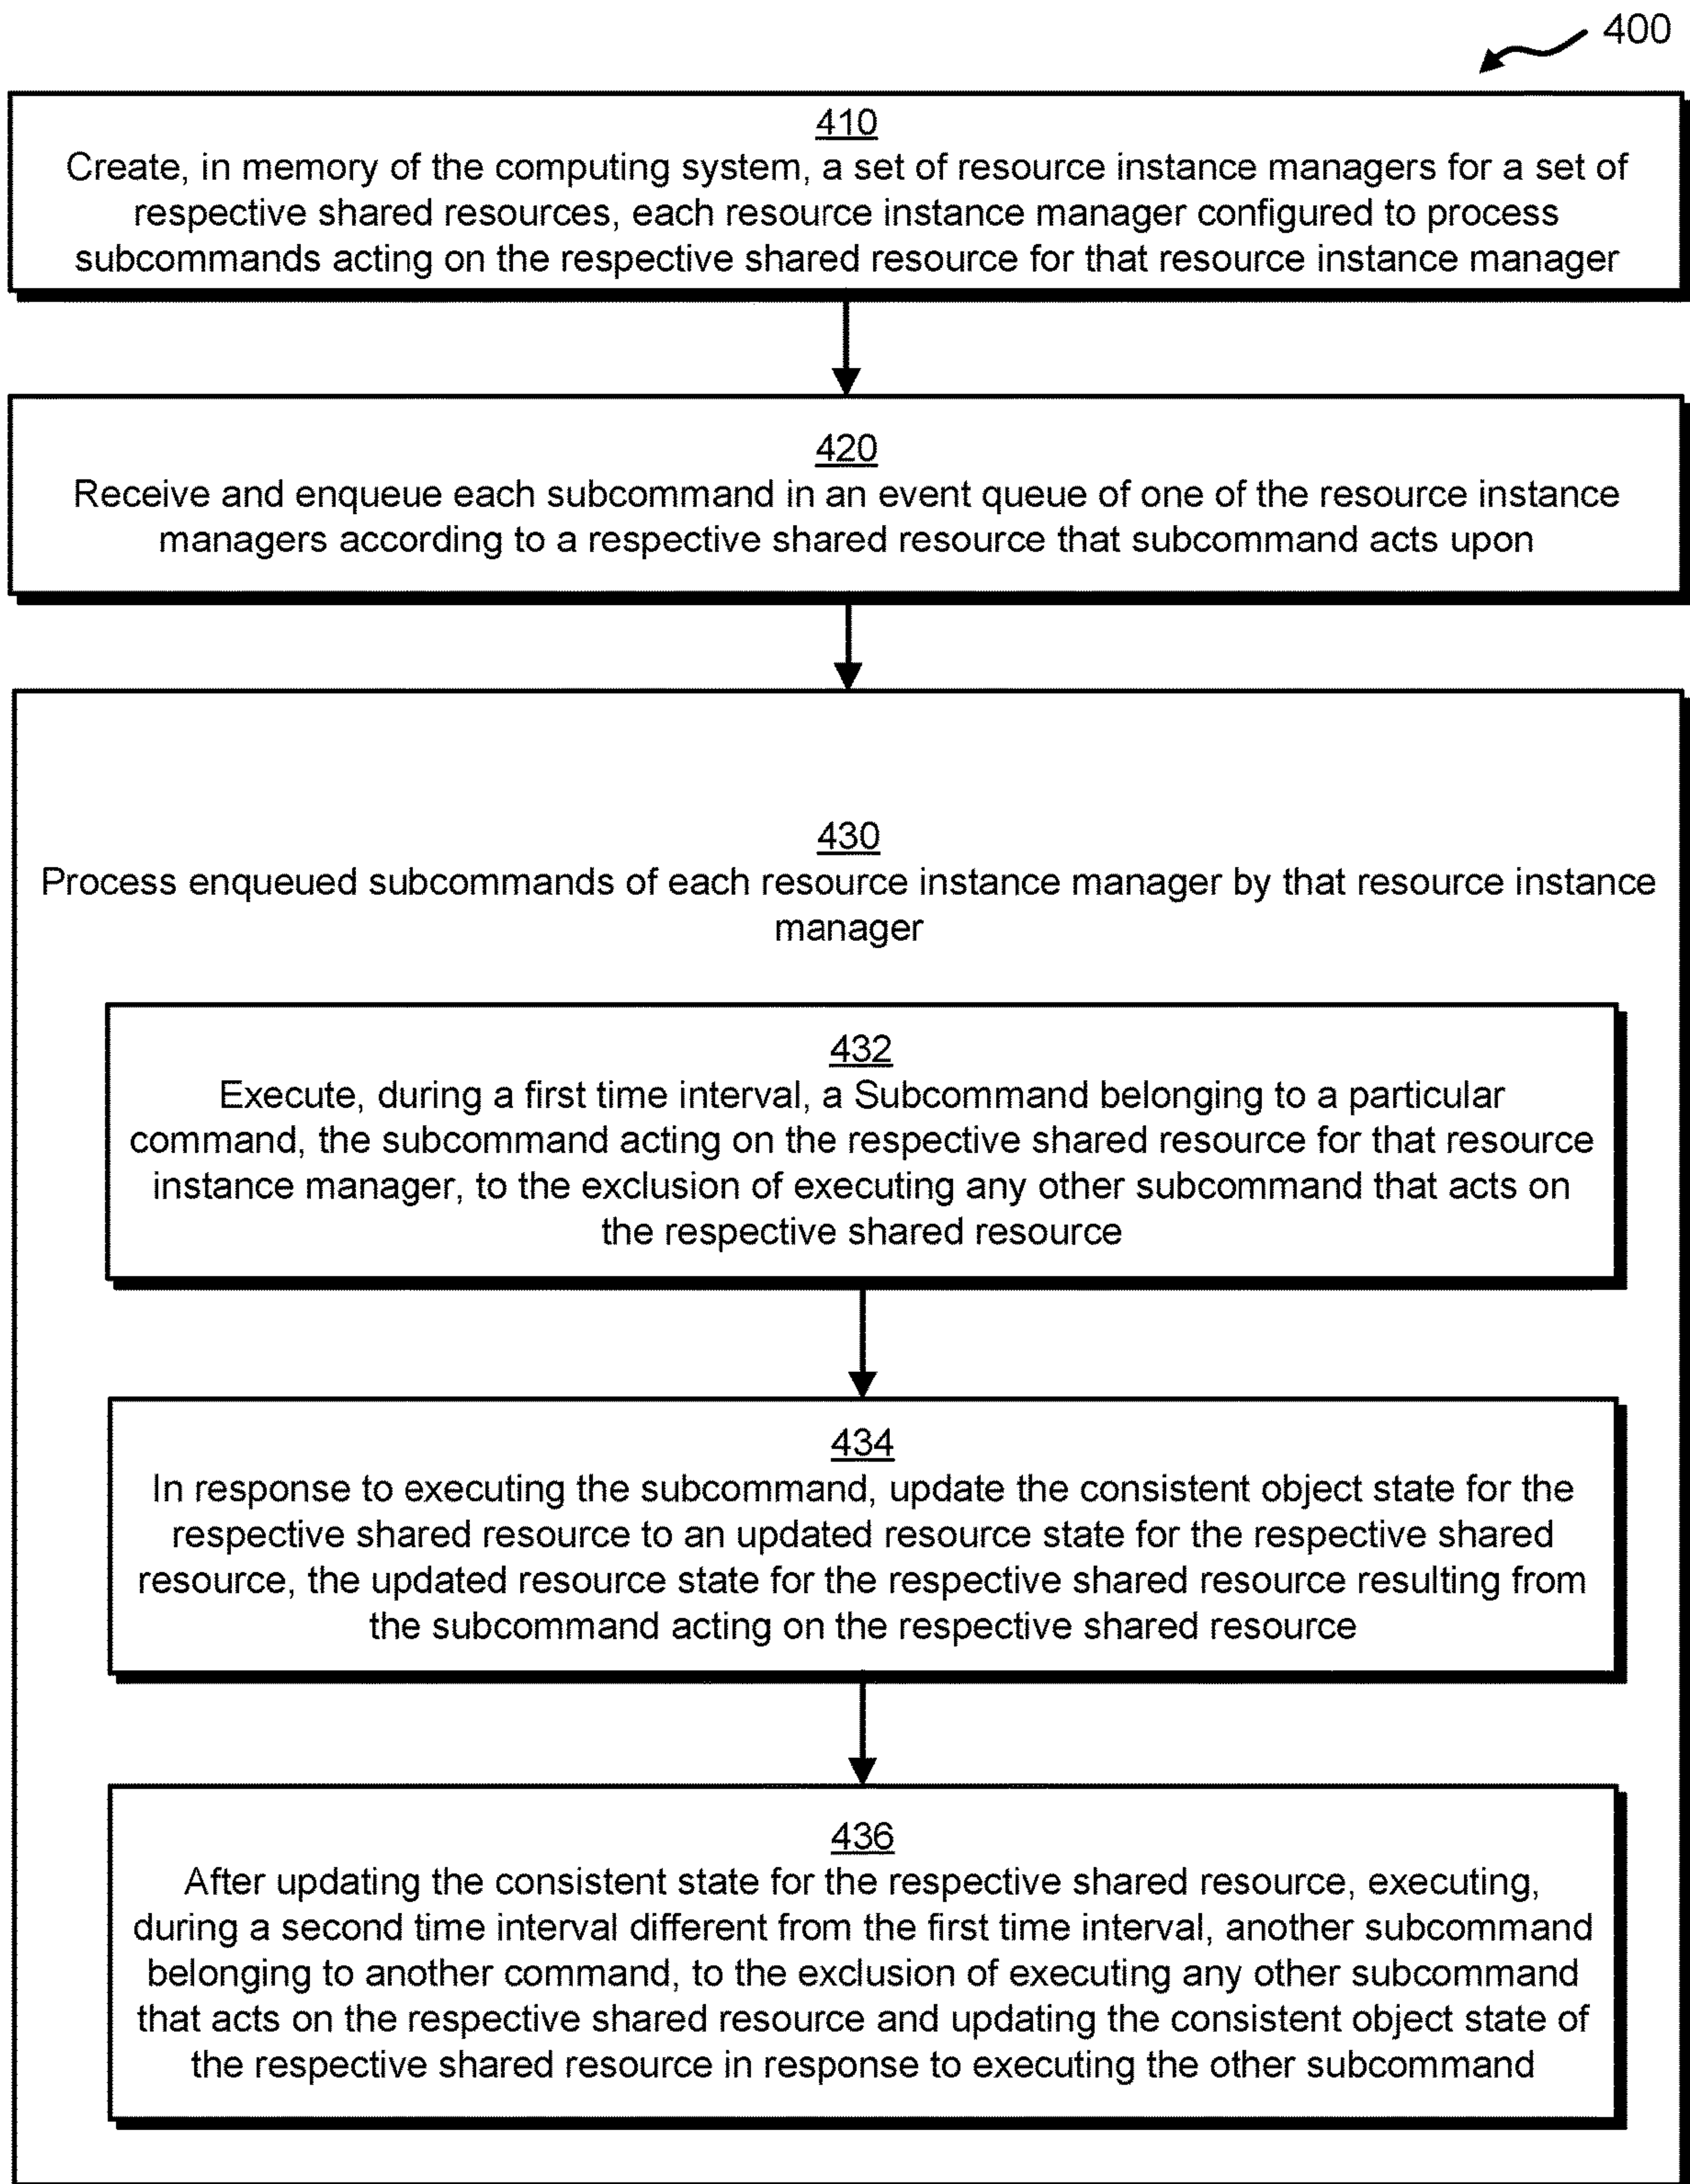 400
410
Create, in memory of the computing system, a set of resource instance managers for a set of
respective shared resources, each resource instance manager configured to process
subcommands acting on the respective shared resource for that resource instance manager
420
Receive and enqueue each subcommand in an event queue of one of the resource instance
managers according to a respective shared resource that subcommand acts upon
430
Process enqueued subcommands of each resource instance manager by that resource instance
manager
432
Execute, during a first time interval, a Subcommand belonging to a particular
command, the subcommand acting on the respective shared resource for that resource
instance manager, to the exclusion of executing any other subcommand that acts on
the respective shared resource
434
In response to executing the subcommand, update the consistent object state for the
respective shared resource to an updated resource state for the respective shared
resource, the updated resource state for the respective shared resource resulting from
the subcommand acting on the respective shared resource
436
After updating the consistent state for the respective shared resource, executing,
during a second time interval different from the first time interval, another subcommand
belonging to another command, to the exclusion of executing any other subcommand
that acts on the respective shared resource and updating the consistent object state of
the respective shared resource in response to executing the other subcommand